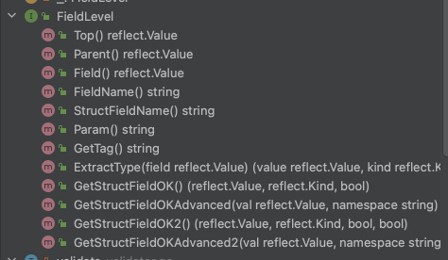 FieldLevel
Top() reflect.Value
Parent() reflect.Value
Field() reflect.Value
FieldName() string
StructFieldName() string
Param() string
GetTag() string
ExtractType(field reflect.Value) (value reflect.Value, kind reflect.K
GetStructFieldOK() (reflect.Value, reflect.Kind, bool)
GetStructFieldOKAdvanced(val reflect.Value, namespace string)
GetStructFieldOK2() (reflect.Value, reflect.Kind, bool, bool)
GetStructFieldOKAdvanced2(val reflect.Value, namespace string